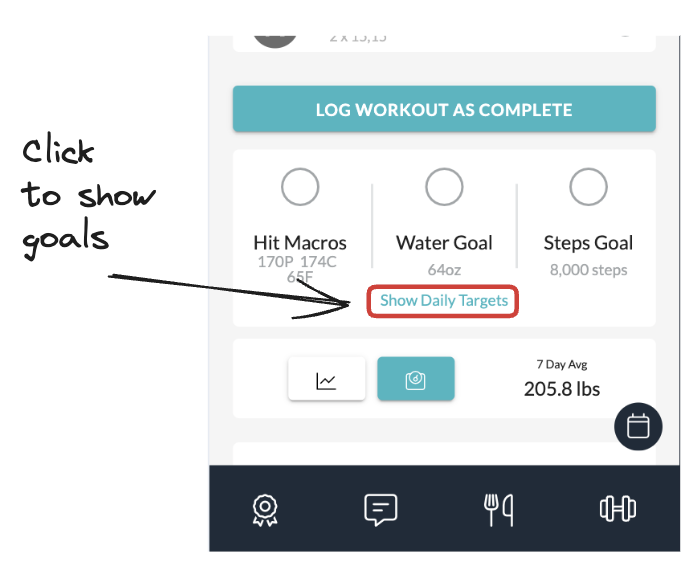 2 x 15,15
LOG WORKOUT AS COMPLETE
Click
to show
goals
Hit Macros
170P 174C
65F
Water Goal
64oz
Steps Goal
8,000 steps
Show Daily Targets
7 Day Avg
205.8 lbs